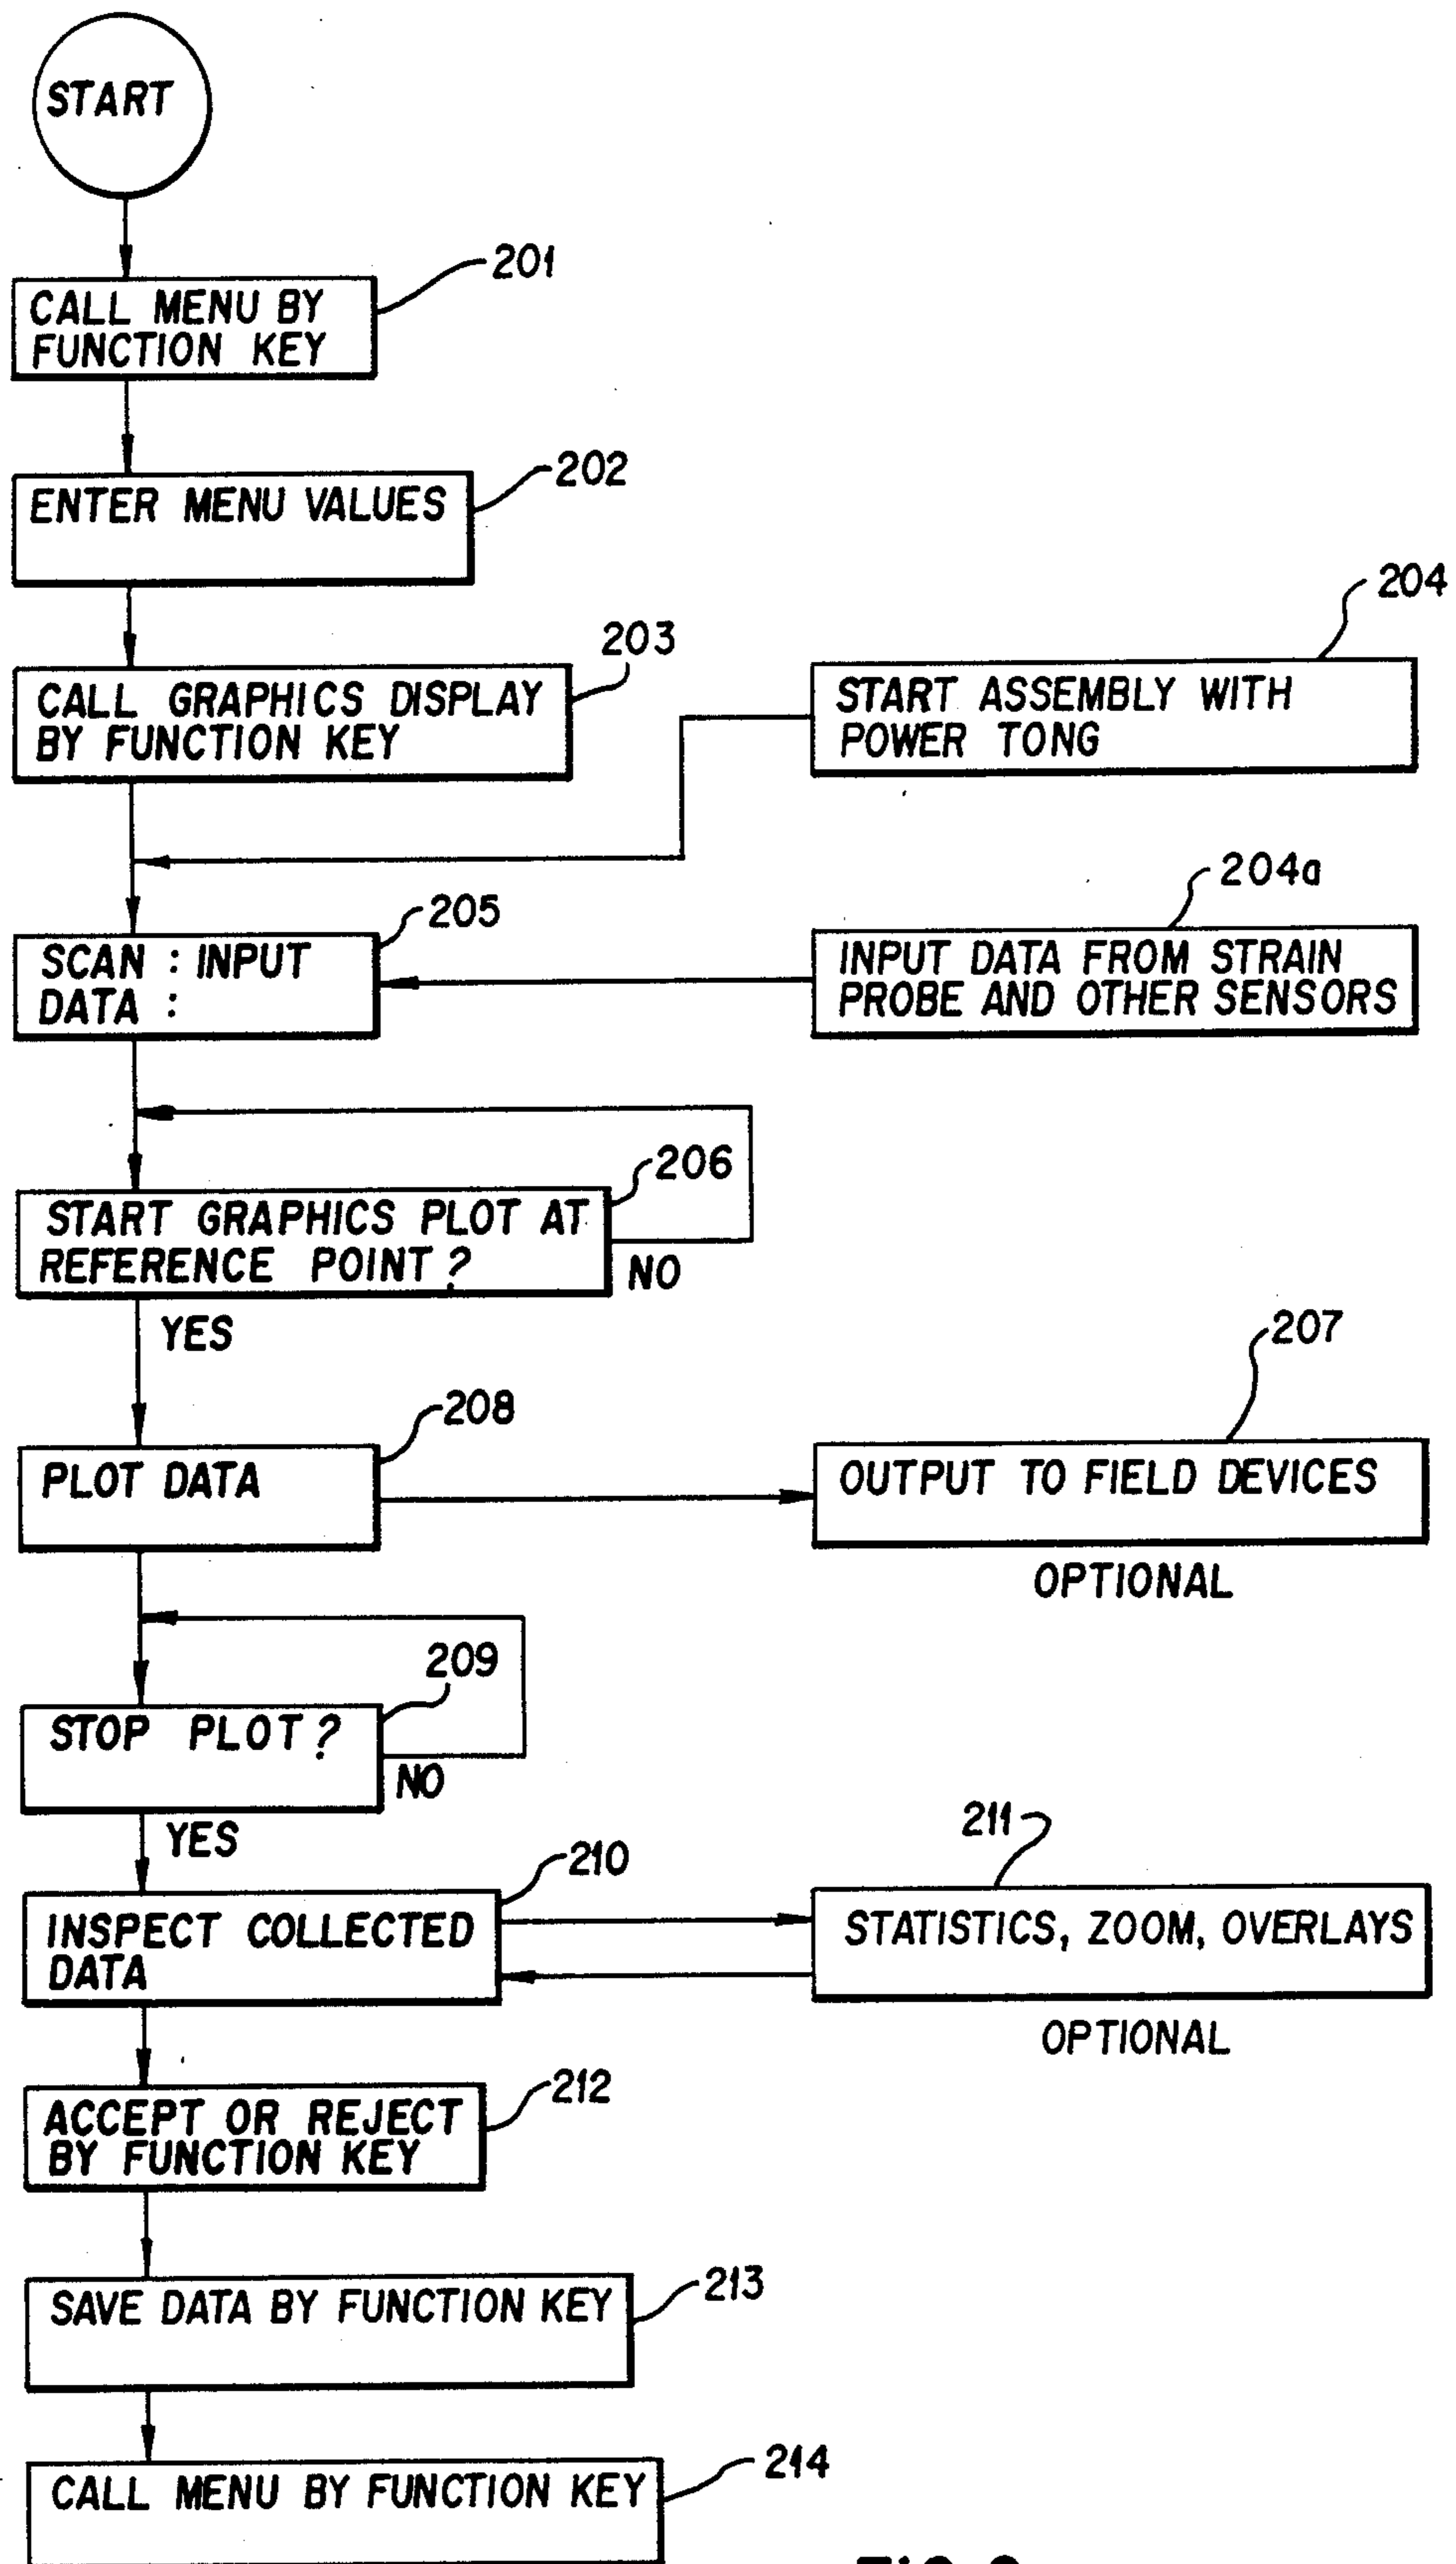 START
201
CALL MENU BY
FUNCTION KEY
202
ENTER MENU VALUES
203
CALL GRAPHICS DISPLAY
BY FUNCTION KEY
204
START ASSEMBLY WITH
POWER TONG
204a
INPUT DATA FROM STRAIN
PROBE AND OTHER SENSORS
205
SCAN : INPUT
DATA :
206
START GRAPHICS PLOT AT
REFERENCE POINT?
NO
YES
207
OUTPUT TO FIELD DEVICES
OPTIONAL
208
PLOT DATA
209
STOP PLOT?
NO
YES
210
INSPECT COLLECTED
DATA
211
STATISTICS, ZOOM, OVERLAYS
OPTIONAL
212
ACCEPT OR REJECT
BY FUNCTION KEY
213
SAVE DATA BY FUNCTION KEY
214
CALL MENU BY FUNCTION KEY